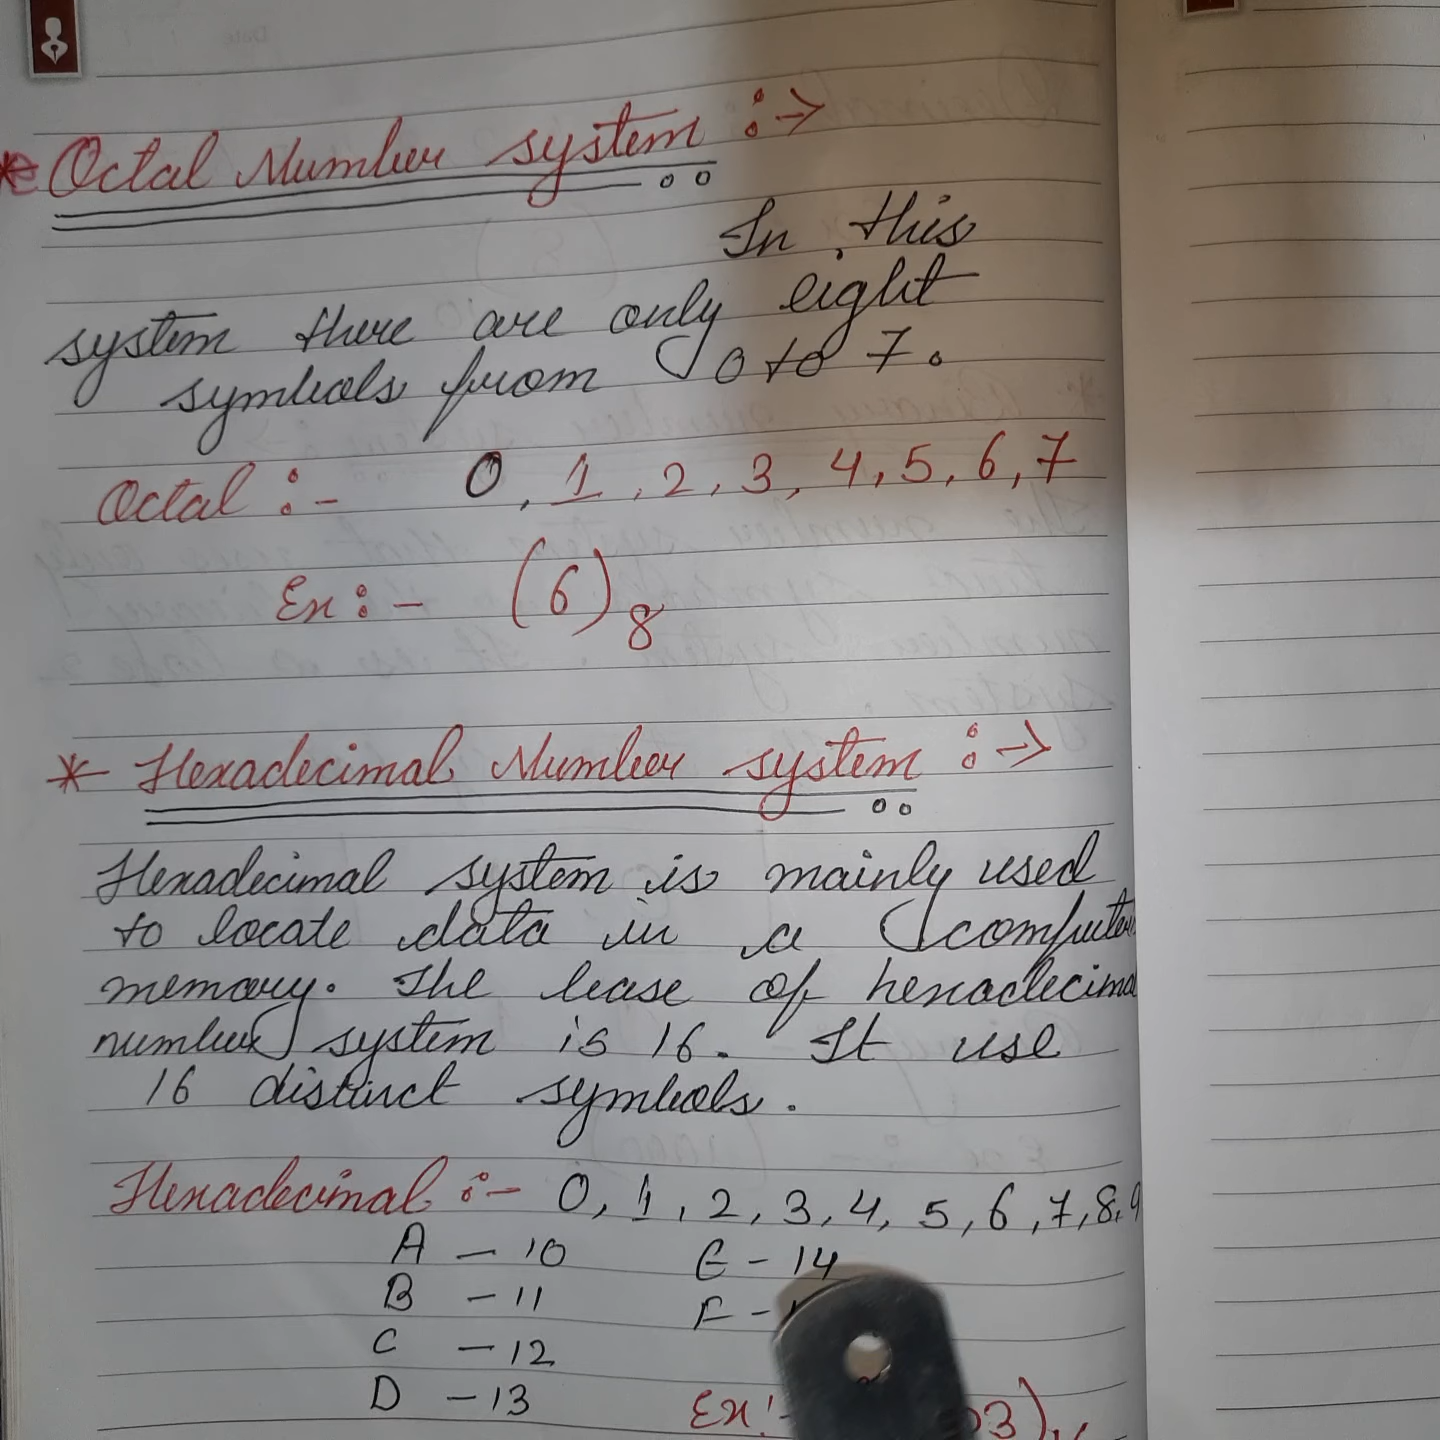 * Octal Number system :->
In this
system there are only eight
symbols from 0 to 7.
Octal :- 0, 1, 2, 3, 4, 5, 6, 7
Ex :- (6)8
* Hexadecimal Number system :->
Hexadecimal system is mainly used
to locate data in a computer
memory. The base of hexadecimal
number system is 16. It use
16 distinct symbols.
Hexadecimal :- 0, 1, 2, 3, 4, 5, 6, 7, 8, 9
A - 10 E - 14
B - 11 F -
C - 12
D - 13 Ex:-